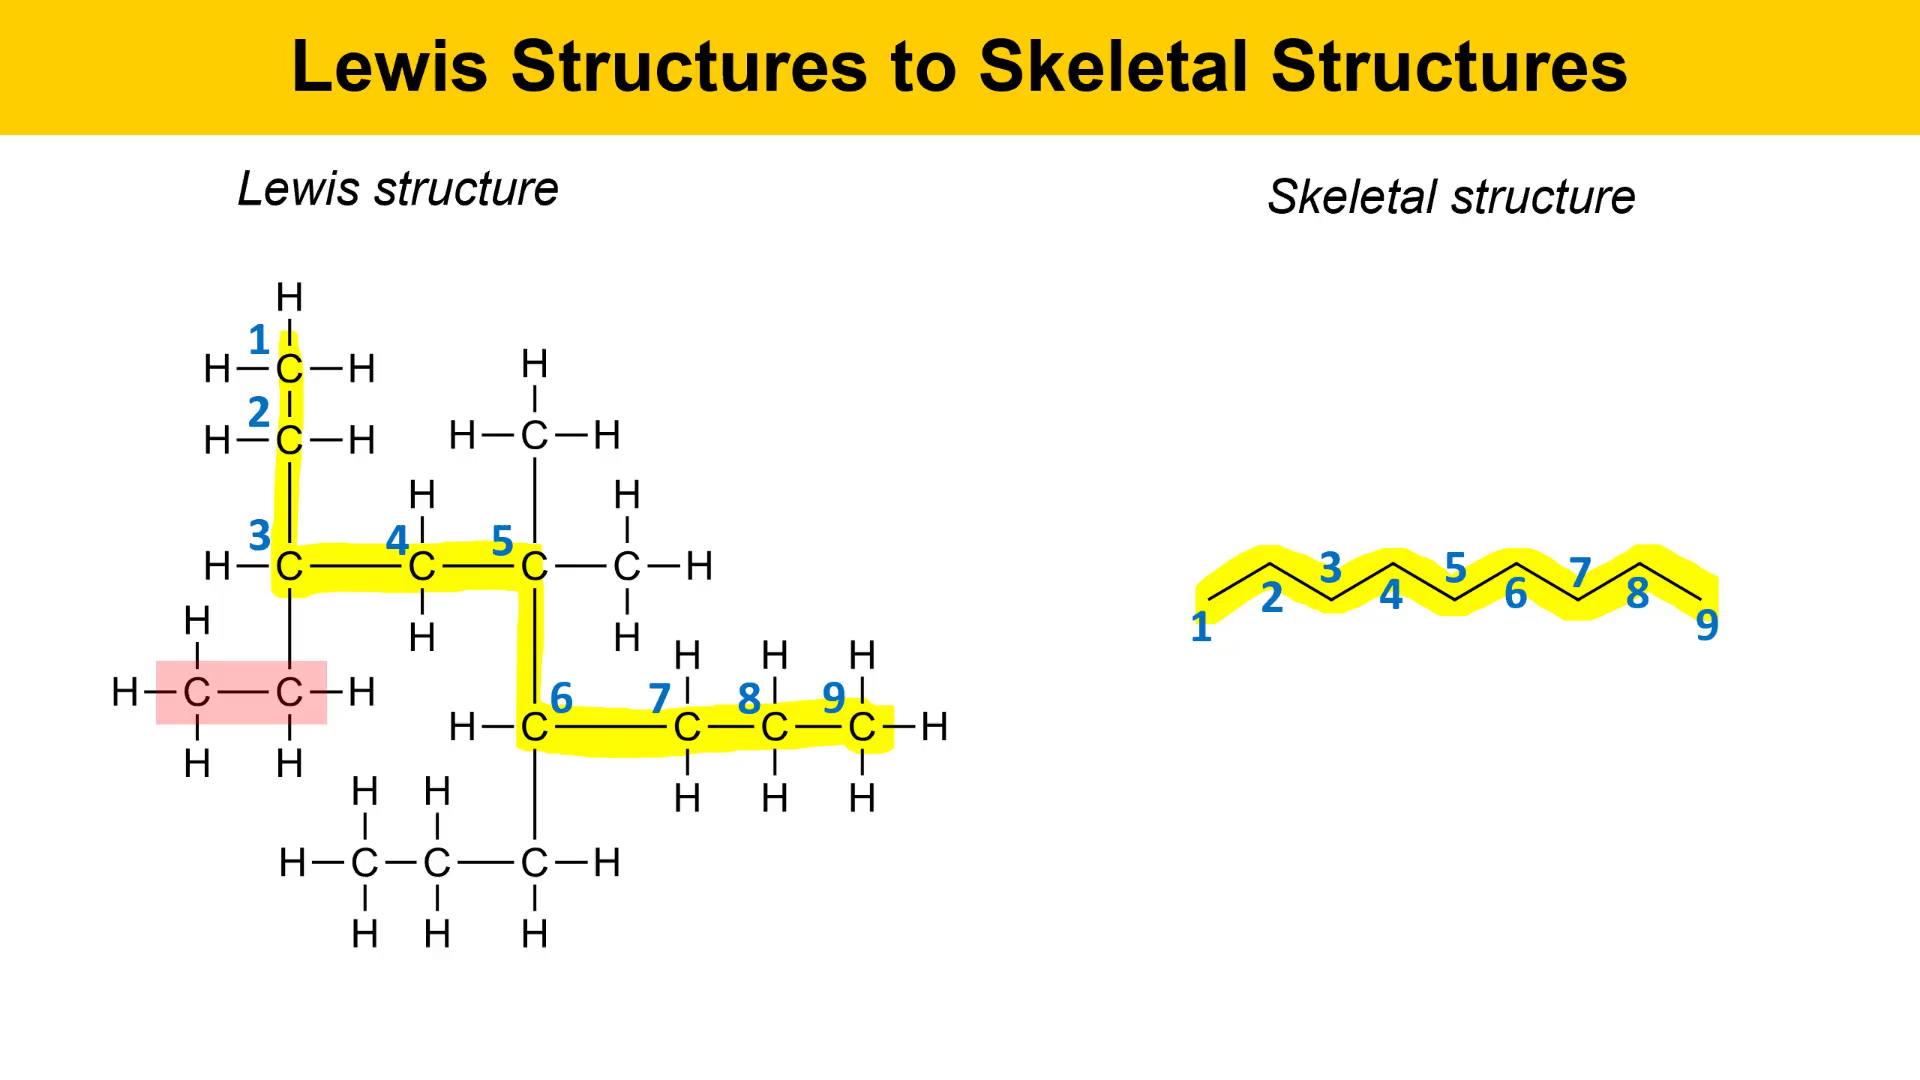 Lewis Structures to Skeletal Structures
Lewis structure
Skeletal structure
H
1
H C H
2
H C H
H
H C H
H H
3 4 5
H C C C C H
H H
H
H C C H
H H
H H H
6 7 8 9
H C C C C H
H H H
H H
H C C C H
H H H
3 5 7
2 4 6 8
1 9